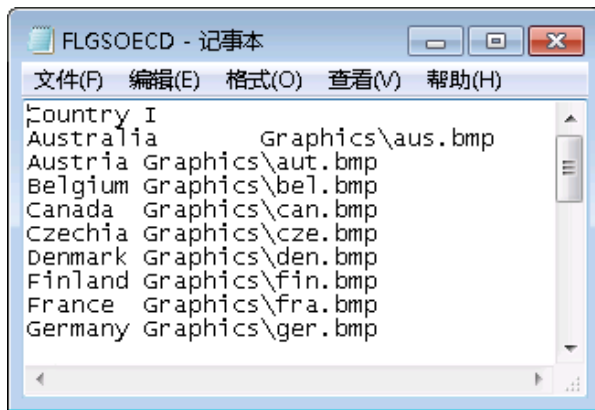 FLGSOECD - 记事本
文件(F) 编辑(E) 格式(O) 查看(V) 帮助(H)
Country I
Australia Graphics\aus.bmp
Austria Graphics\aut.bmp
Belgium Graphics\bel.bmp
Canada Graphics\can.bmp
Czechia Graphics\cze.bmp
Denmark Graphics\den.bmp
Finland Graphics\fin.bmp
France Graphics\fra.bmp
Germany Graphics\ger.bmp